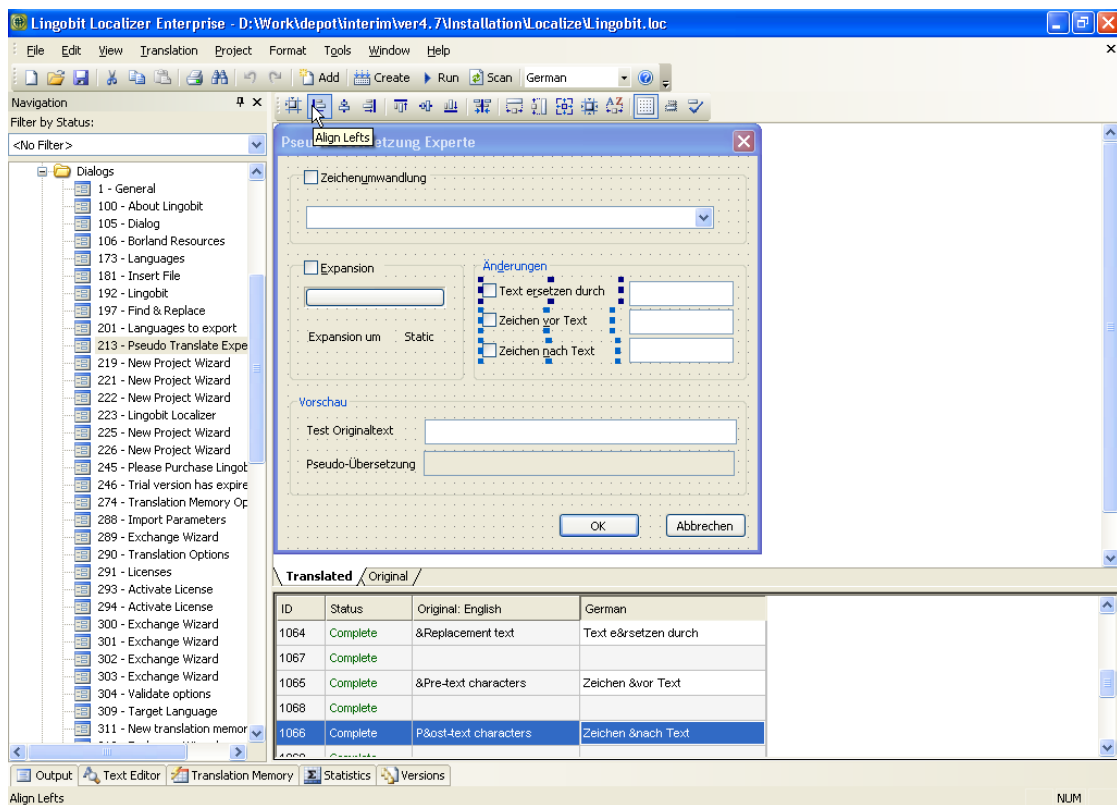 Lingobit Localizer Enterprise - D:\Work\depot\interim\ver4.7\Installation\Localize\Lingobit.loc
File Edit View Translation Project Format Tools Window Help
Add Create Run Scan German
Navigation
Filter by Status:
<No Filter>
Align Lefts
Dialogs
1 - General
100 - About Lingobit
105 - Dialog
106 - Borland Resources
173 - Languages
181 - Insert File
192 - Lingobit
197 - Find & Replace
201 - Languages to export
213 - Pseudo Translate Expe
219 - New Project Wizard
221 - New Project Wizard
222 - New Project Wizard
223 - Lingobit Localizer
225 - New Project Wizard
226 - New Project Wizard
245 - Please Purchase Lingob
246 - Trial version has expire
274 - Translation Memory Op
288 - Import Parameters
289 - Exchange Wizard
290 - Translation Options
291 - Licenses
293 - Activate License
294 - Activate License
300 - Exchange Wizard
301 - Exchange Wizard
302 - Exchange Wizard
303 - Exchange Wizard
304 - Validate options
309 - Target Language
311 - New translation memor
Pseu etzung Experte
Zeichenumwandlung
Expansion
Expansion um Static
Änderungen
Text ersetzen durch
Zeichen vor Text
Zeichen nach Text
Vorschau
Test Originaltext
Pseudo-Übersetzung
OK Abbrechen
Translated Original
ID Status Original: English German
1064 Complete &Replacement text Text e&rsetzen durch
1067 Complete
1065 Complete &Pre-text characters Zeichen &vor Text
1068 Complete
1066 Complete P&ost-text characters Zeichen &nach Text
Output Text Editor Translation Memory Statistics Versions
Align Lefts NUM